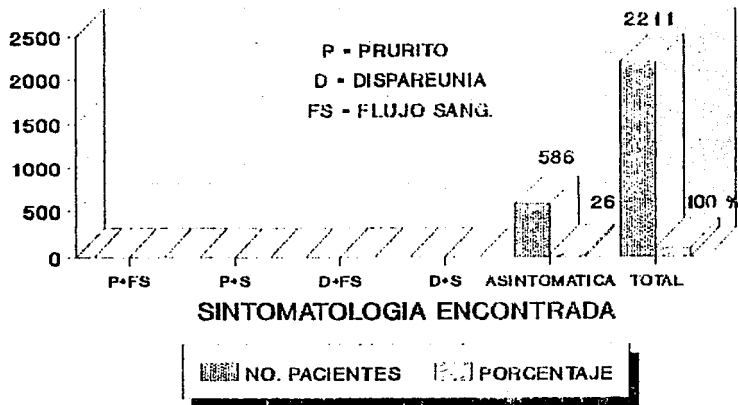 2211
2500
P = PRURITO
2000
D = DISPAREUNIA
1500
FS = FLUJO SANG.
1000
586
500
26
100 %
0
P+FS P+S D+FS D+S ASINTOMATICA TOTAL
SINTOMATOLOGIA ENCONTRADA
NO. PACIENTES PORCENTAJE